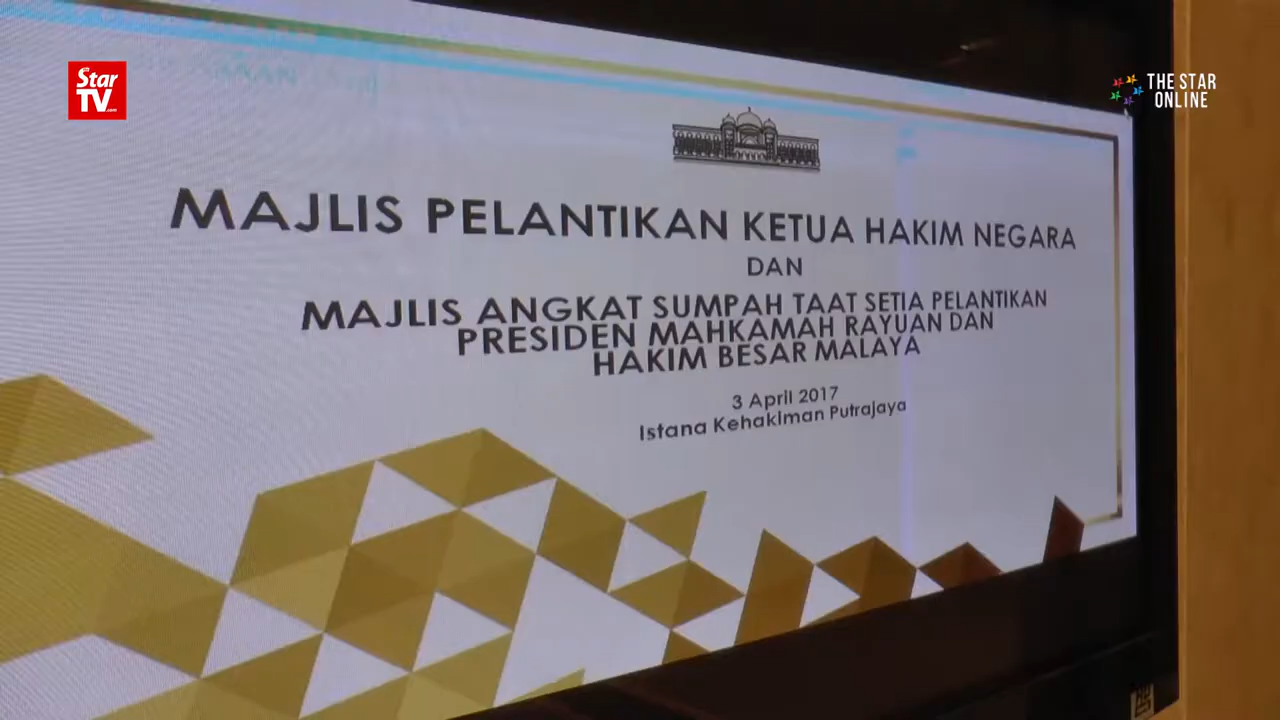 Star
TV.com
THE STAR
ONLINE
MAJLIS PELANTIKAN KETUA HAKIM NEGARA
DAN
MAJLIS ANGKAT SUMPAH TAAT SETIA PELANTIKAN
PRESIDEN MAHKAMAH RAYUAN DAN
HAKIM BESAR MALAYA
3 April 2017
Istana Kehakiman Putrajaya